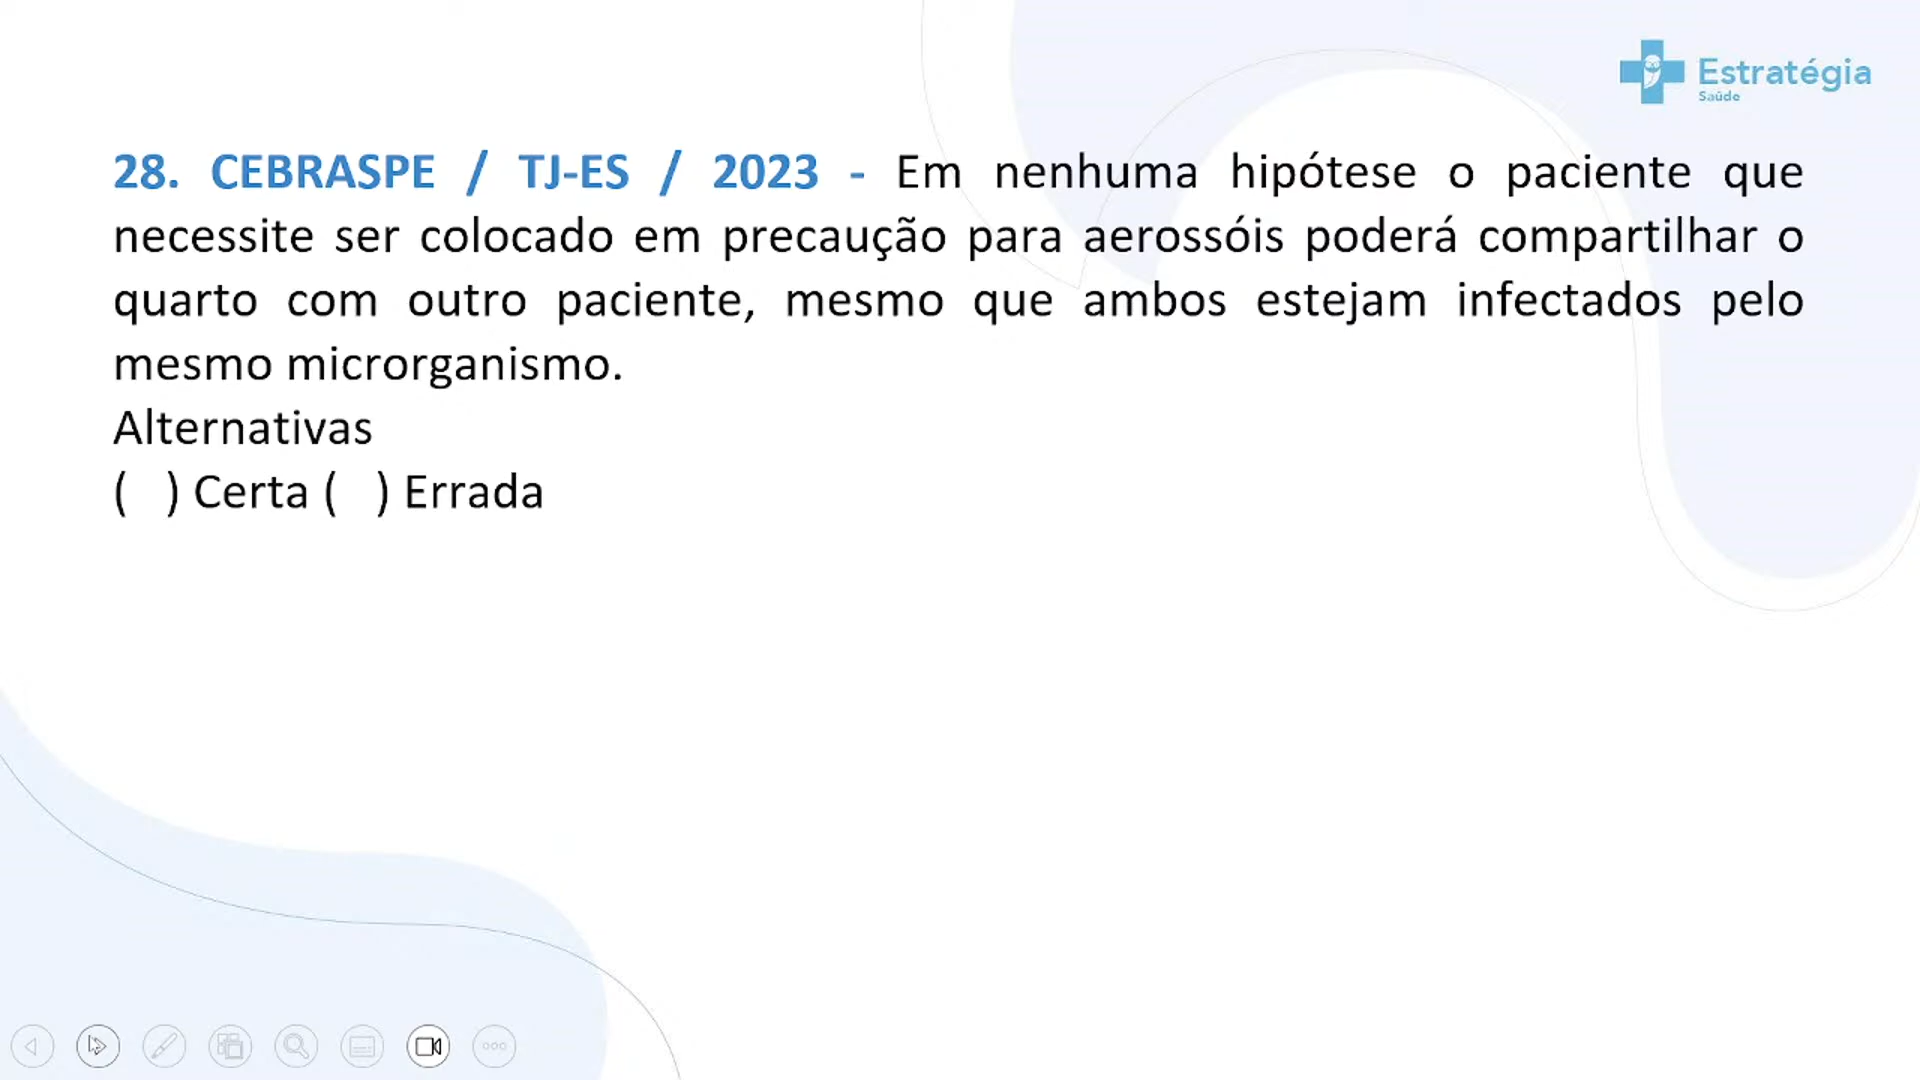 Estratégia
Saúde
28. CEBRASPE / TJ-ES / 2023 - Em nenhuma hipótese o paciente que
necessite ser colocado em precaução para aerossóis poderá compartilhar o
quarto com outro paciente, mesmo que ambos estejam infectados pelo
mesmo microrganismo.
Alternativas
(   ) Certa (   ) Errada